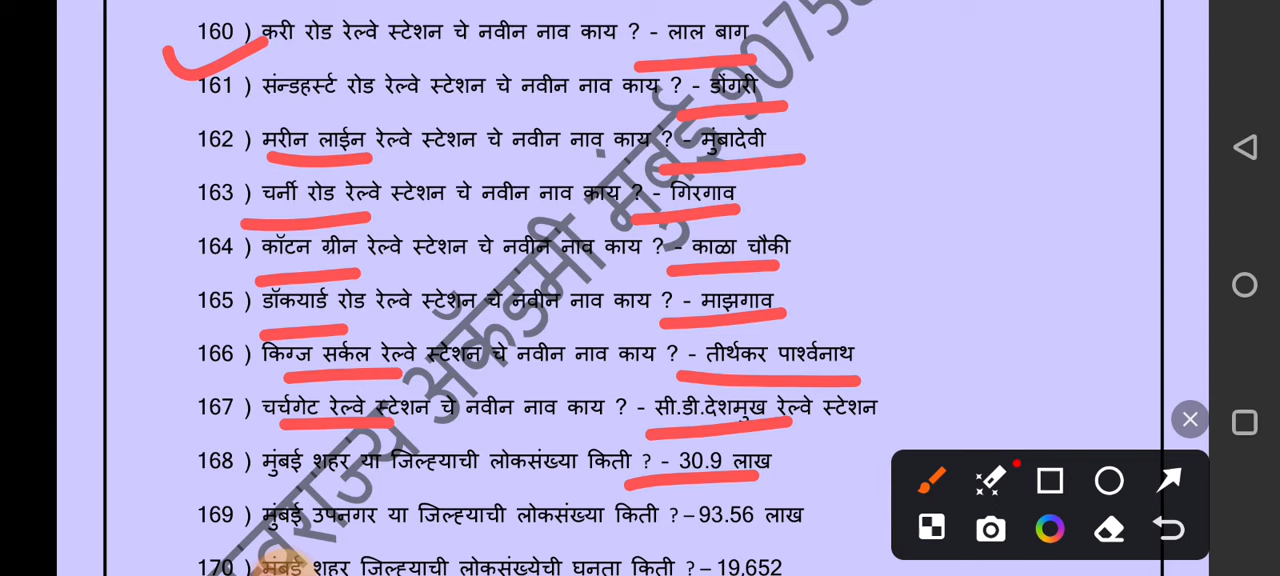 160 ) करी रोड रेल्वे स्टेशन चे नवीन नाव काय ? - लाल बाग
161 ) संन्डहर्स्ट रोड रेल्वे स्टेशन चे नवीन नाव काय ? - डोंगरी
162 ) मरीन लाईन रेल्वे स्टेशन चे नवीन नाव काय ? - मुंबादेवी
163 ) चर्नी रोड रेल्वे स्टेशन चे नवीन नाव काय ? - गिरगाव
164 ) कॉटन ग्रीन रेल्वे स्टेशन चे नवीन नाव काय ? - काळा चौकी
165 ) डॉकयार्ड रोड रेल्वे स्टेशन चे नवीन नाव काय ? - माझगाव
166 ) किंग्ज सर्कल रेल्वे स्टेशन चे नवीन नाव काय ? - तीर्थकर पार्श्वनाथ
167 ) चर्चगेट रेल्वे स्टेशन चे नवीन नाव काय ? - सी.डी.देशमुख रेल्वे स्टेशन
168 ) मुंबई शहर या जिल्ह्याची लोकसंख्या किती ? - 30.9 लाख
169 ) मुंबई उपनगर या जिल्ह्याची लोकसंख्या किती ? – 93.56 लाख
170 ) मुंबई शहर जिल्ह्याची लोकसंख्येची घनता किती ? – 19,652
अॅकॅडमी मुंबई